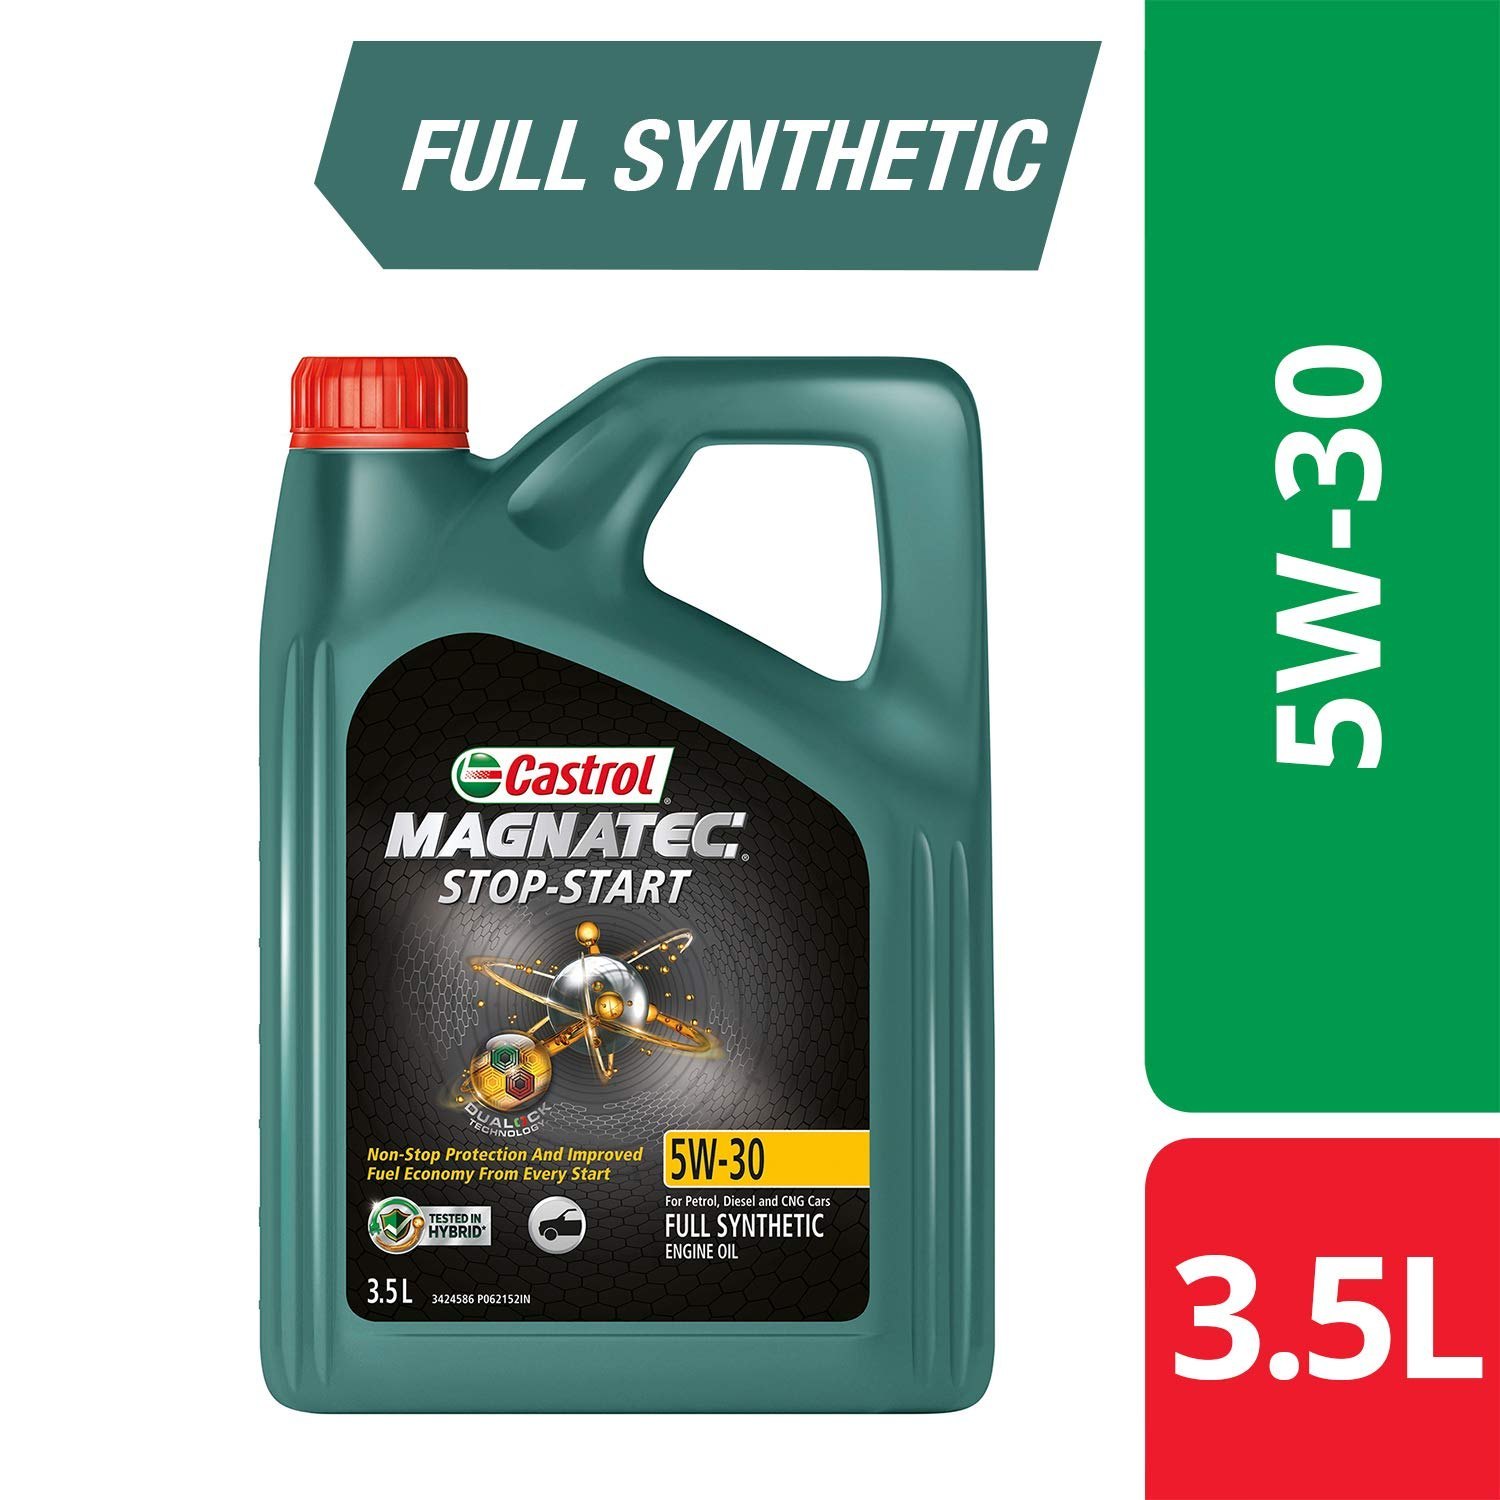 FULL SYNTHETIC
5W-30
3.5L
Castrol
MAGNATEC
STOP-START
DUALOCK
TECHNOLOGY
Non-Stop Protection And Improved
Fuel Economy From Every Start
TESTED IN
HYBRID*
5W-30
For Petrol, Diesel and CNG Cars
FULL SYNTHETIC
ENGINE OIL
3.5 L
3424586 P062152IN